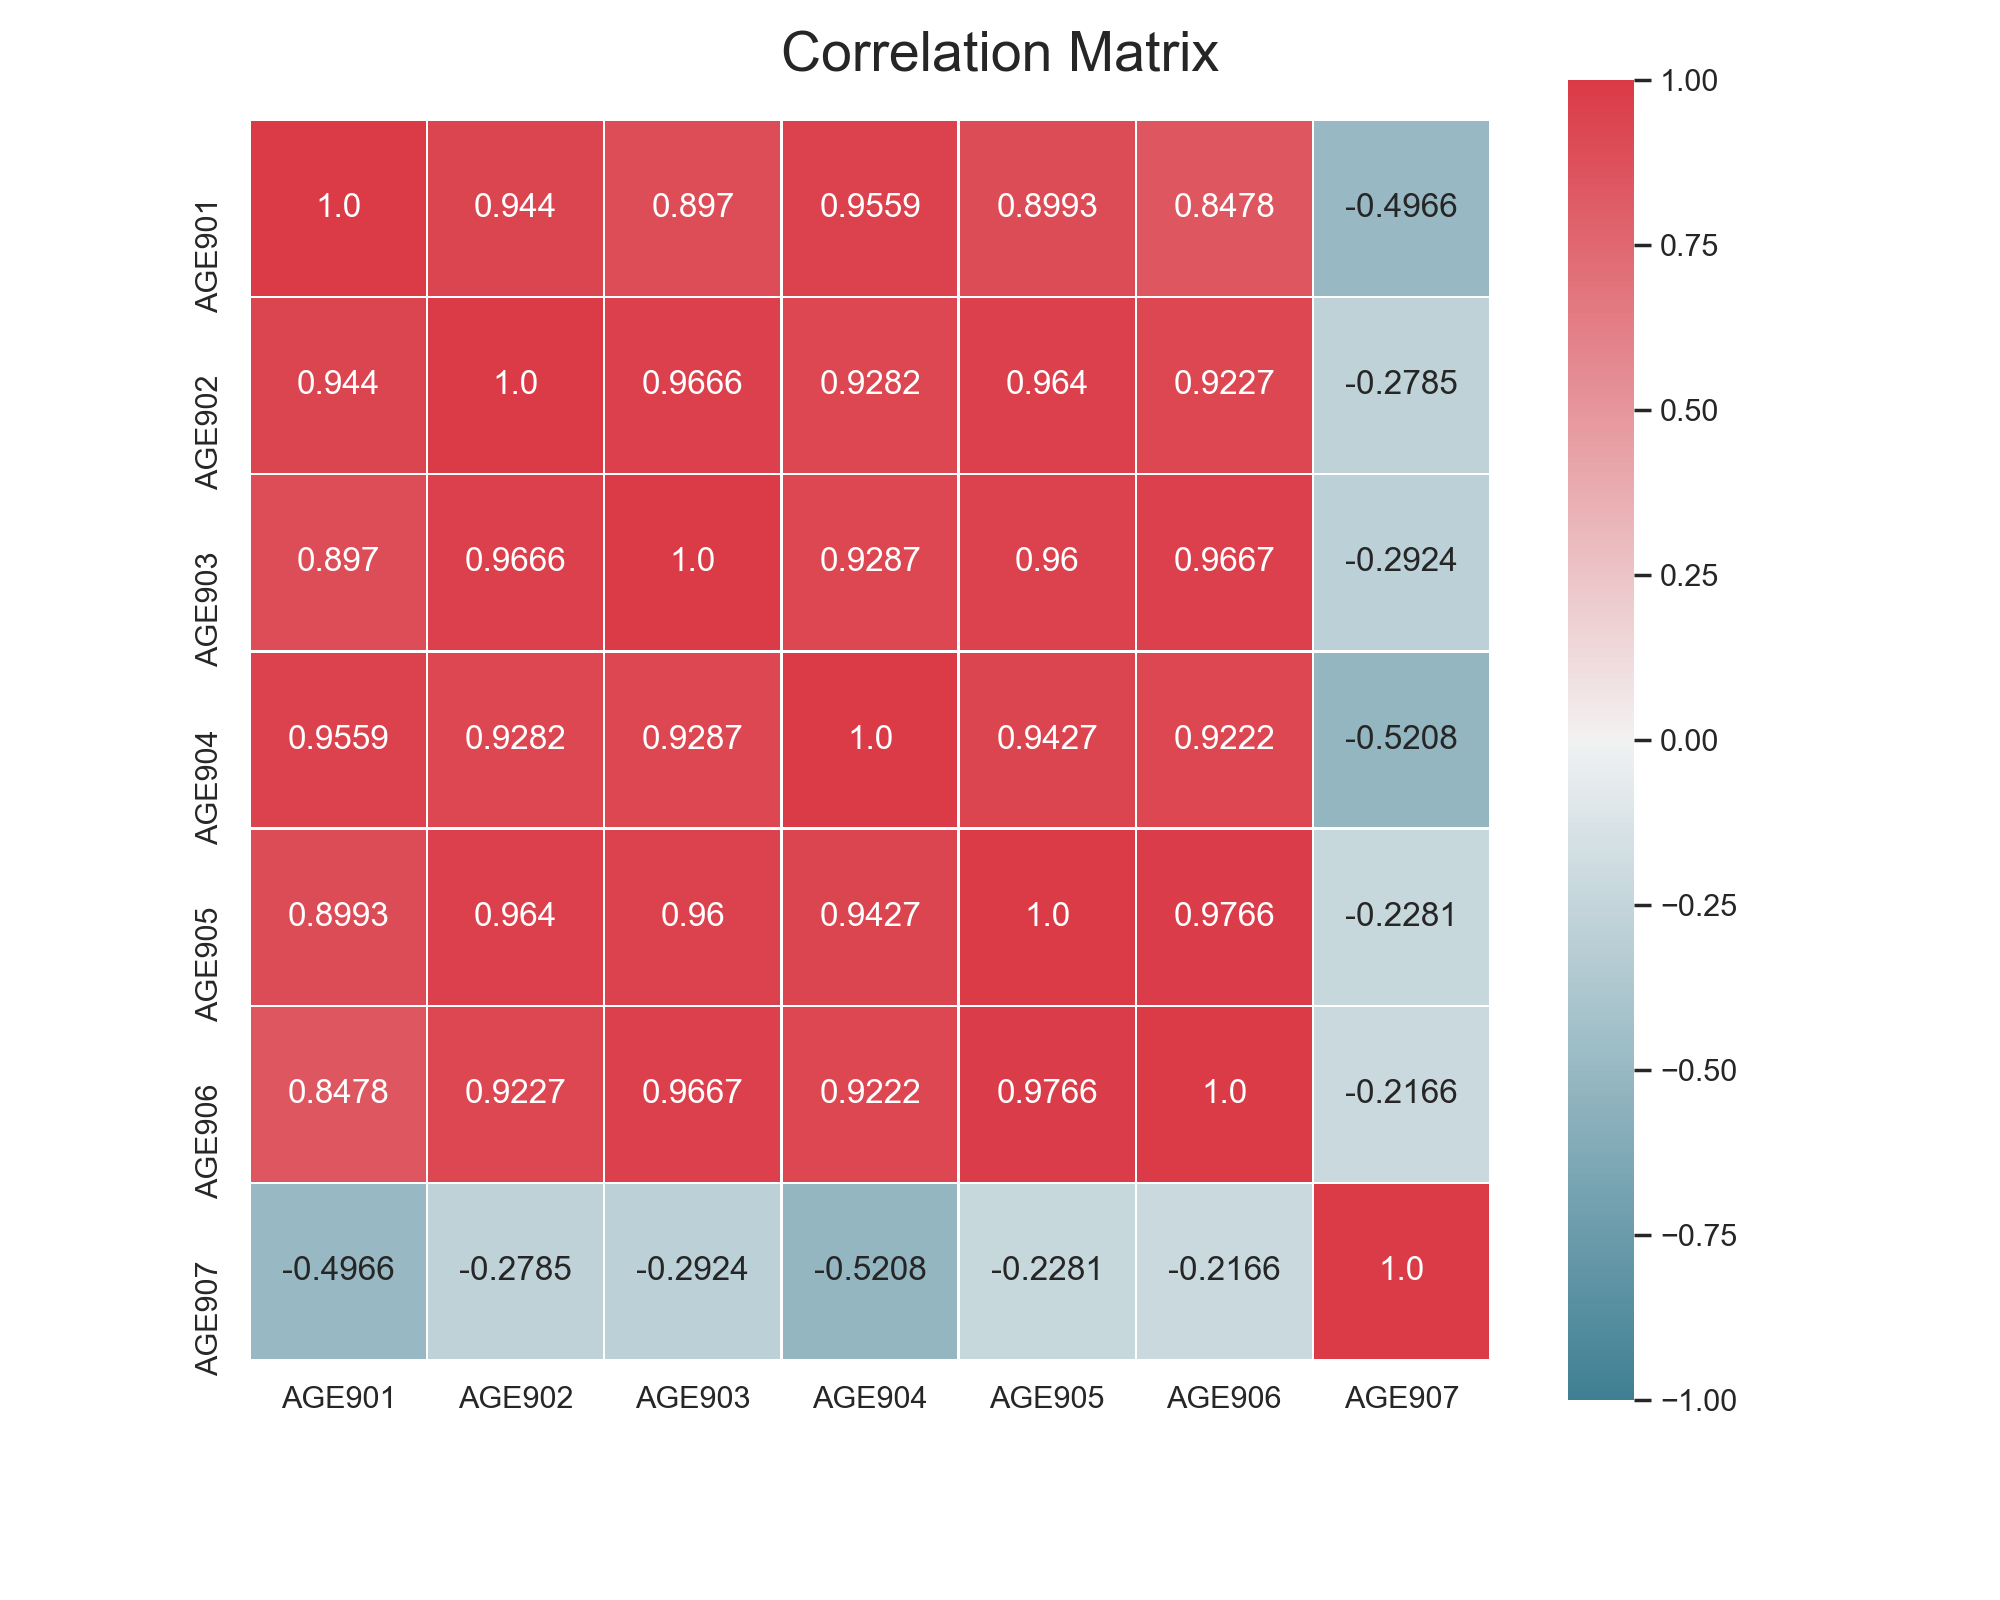 Correlation Matrix
AGE901 1.0 0.944 0.897 0.9559 0.8993 0.8478 -0.4966
AGE902 0.944 1.0 0.9666 0.9282 0.964 0.9227 -0.2785
AGE903 0.897 0.9666 1.0 0.9287 0.96 0.9667 -0.2924
AGE904 0.9559 0.9282 0.9287 1.0 0.9427 0.9222 -0.5208
AGE905 0.8993 0.964 0.96 0.9427 1.0 0.9766 -0.2281
AGE906 0.8478 0.9227 0.9667 0.9222 0.9766 1.0 -0.2166
AGE907 -0.4966 -0.2785 -0.2924 -0.5208 -0.2281 -0.2166 1.0
AGE901 AGE902 AGE903 AGE904 AGE905 AGE906 AGE907
1.00
0.75
0.50
0.25
0.00
−0.25
−0.50
−0.75
−1.00